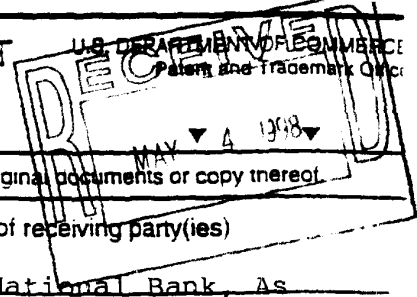 U.S. DEPARTMENT OF COMMERCE
Patent and Trademark Office
RECEIVED
MAY 4 1998
ginal documents or copy thereof.
of receiving party(ies)
National Bank, As